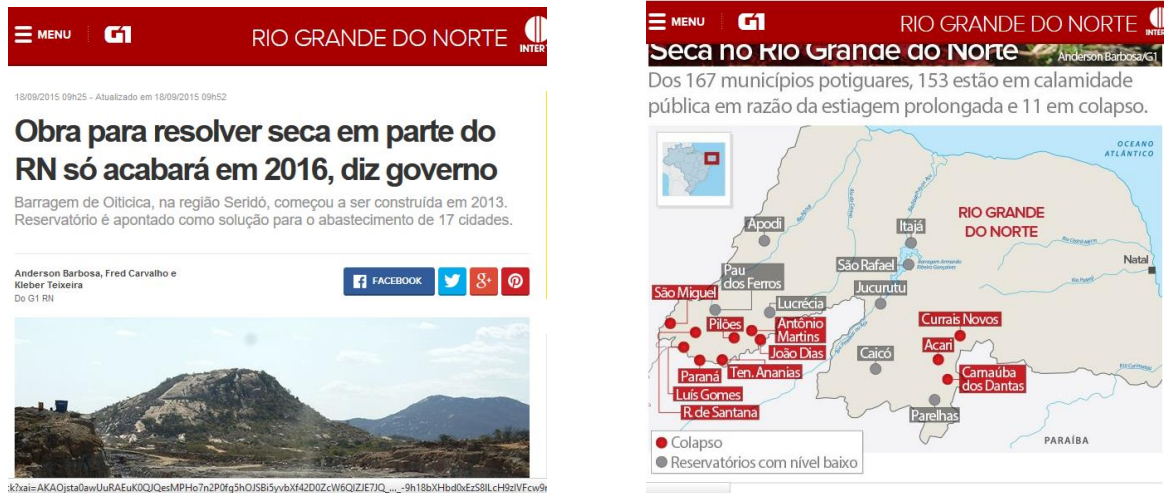 MENU G1 RIO GRANDE DO NORTE INTER
18/09/2015 09h25 - Atualizado em 18/09/2015 09h52
Obra para resolver seca em parte do
RN só acabará em 2016, diz governo
Barragem de Oiticica, na região Seridó, começou a ser construída em 2013.
Reservatório é apontado como solução para o abastecimento de 17 cidades.
Anderson Barbosa, Fred Carvalho e
Kleber Teixeira
Do G1 RN
FACEBOOK
MENU G1 RIO GRANDE DO NORTE INTER
Seca no Rio Grande do Norte
Anderson Barbosa/G1
Dos 167 municípios potiguares, 153 estão em calamidade
pública em razão da estiagem prolongada e 11 em colapso.
OCEANO
ATLÂNTICO
RIO GRANDE
DO NORTE
Apodi
Itajá
Natal
São Rafael
Barragem Armando
Ribeiro Gonçalves
Pau
dos Ferros
Jucurutu
São Miguel
Lucrécia
Pilões
Antônio
Martins
João Dias
Currais Novos
Acari
Caicó
Paraná
Ten. Ananias
Carnaúba
dos Dantas
Luís Gomes
R. de Santana
Parelhas
PARAÍBA
Colapso
Reservatórios com nível baixo